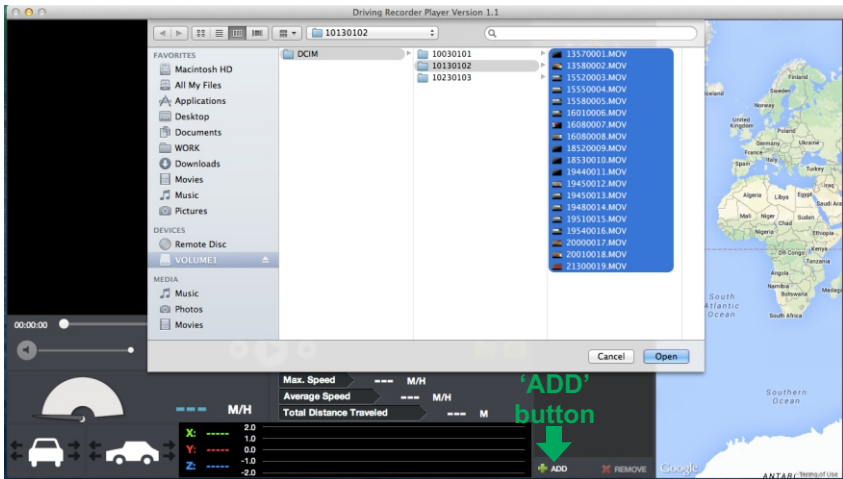 Driving Recorder Player Version 1.1
10130102
FAVORITES
Macintosh HD
All My Files
Applications
Desktop
Documents
WORK
Downloads
Movies
Music
Pictures
DEVICES
Remote Disc
VOLUME1
MEDIA
Music
Photos
Movies
DCIM
10030101
10130102
10230103
13570001.MOV
13580002.MOV
15520003.MOV
15550004.MOV
15580005.MOV
16010006.MOV
16080007.MOV
16080008.MOV
18520009.MOV
18530010.MOV
19440011.MOV
19450012.MOV
19450013.MOV
19480014.MOV
19510015.MOV
19540016.MOV
20000017.MOV
20010018.MOV
21300019.MOV
Cancel Open
00:00:00
--- M/H
Max. Speed --- M/H
Average Speed --- M/H
Total Distance Traveled --- M
X: ----- 2.0
1.0
Y: ----- 0.0
-1.0
Z: ----- -2.0
'ADD'
button
ADD REMOVE
Iceland
Finland
Sweden
Norway
United
Kingdom
Poland
Germany
Ukraine
France
Italy
Spain
Turkey
Iraq
Algeria
Libya
Egypt
Saudi Ara
Mali
Niger
Chad
Sudan
Nigeria
Ethiopia
DR Congo
Kenya
Tanzania
Angola
Namibia
Botswana
Madaga
South
Atlantic
Ocean
South Africa
Southern
Ocean
Google
Terms of Use